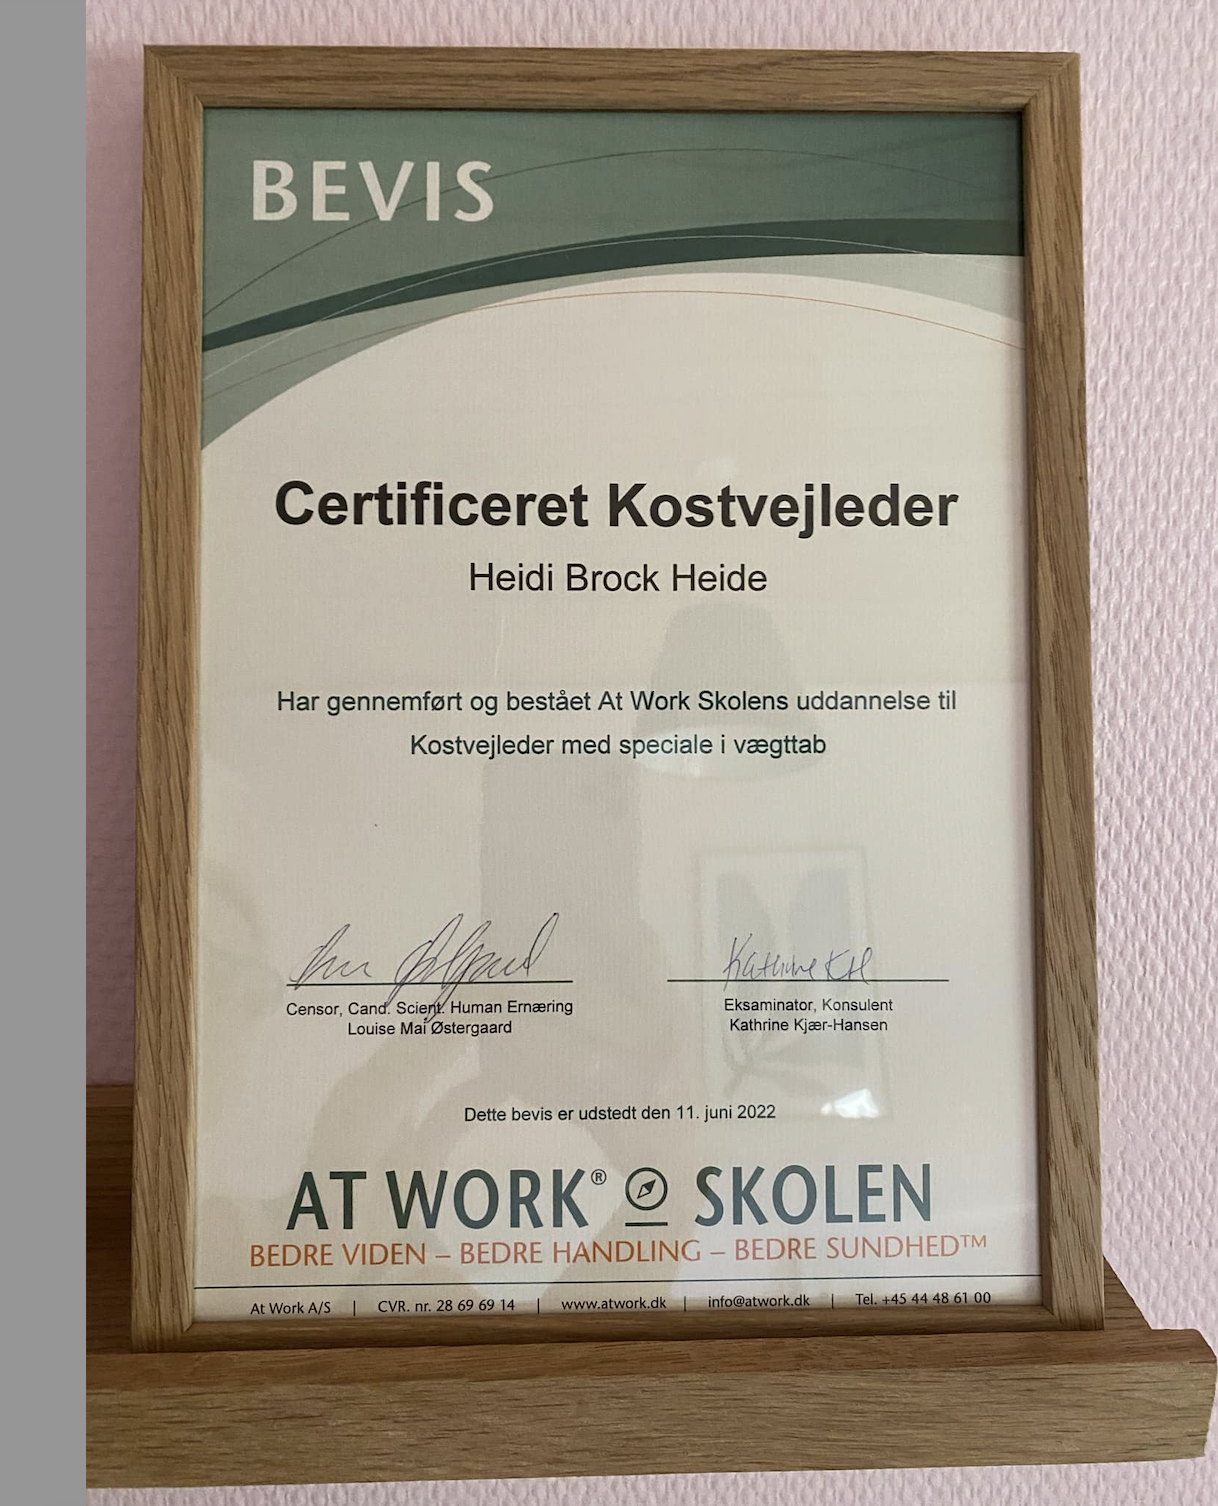 BEVIS
Certificeret Kostvejleder
Heidi Brock Heide
Har gennemført og bestået At Work Skolens uddannelse til
Kostvejleder med speciale i vægttab
Censor, Cand. Scient. Human Ernæring
Louise Mai Østergaard
Eksaminator, Konsulent
Kathrine Kjær-Hansen
Dette bevis er udstedt den 11. juni 2022
AT WORK® SKOLEN
BEDRE VIDEN – BEDRE HANDLING – BEDRE SUNDHED™
At Work A/S | CVR. nr. 28 69 69 14 | www.atwork.dk | info@atwork.dk | Tel. +45 44 48 61 00